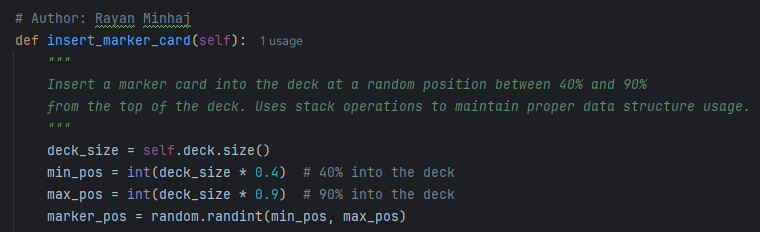 # Author: Rayan Minhaj
def insert_marker_card(self):  1 usage
    """
    Insert a marker card into the deck at a random position between 40% and 90%
    from the top of the deck. Uses stack operations to maintain proper data structure usage.
    """
    deck_size = self.deck.size()
    min_pos = int(deck_size * 0.4)  # 40% into the deck
    max_pos = int(deck_size * 0.9)  # 90% into the deck
    marker_pos = random.randint(min_pos, max_pos)